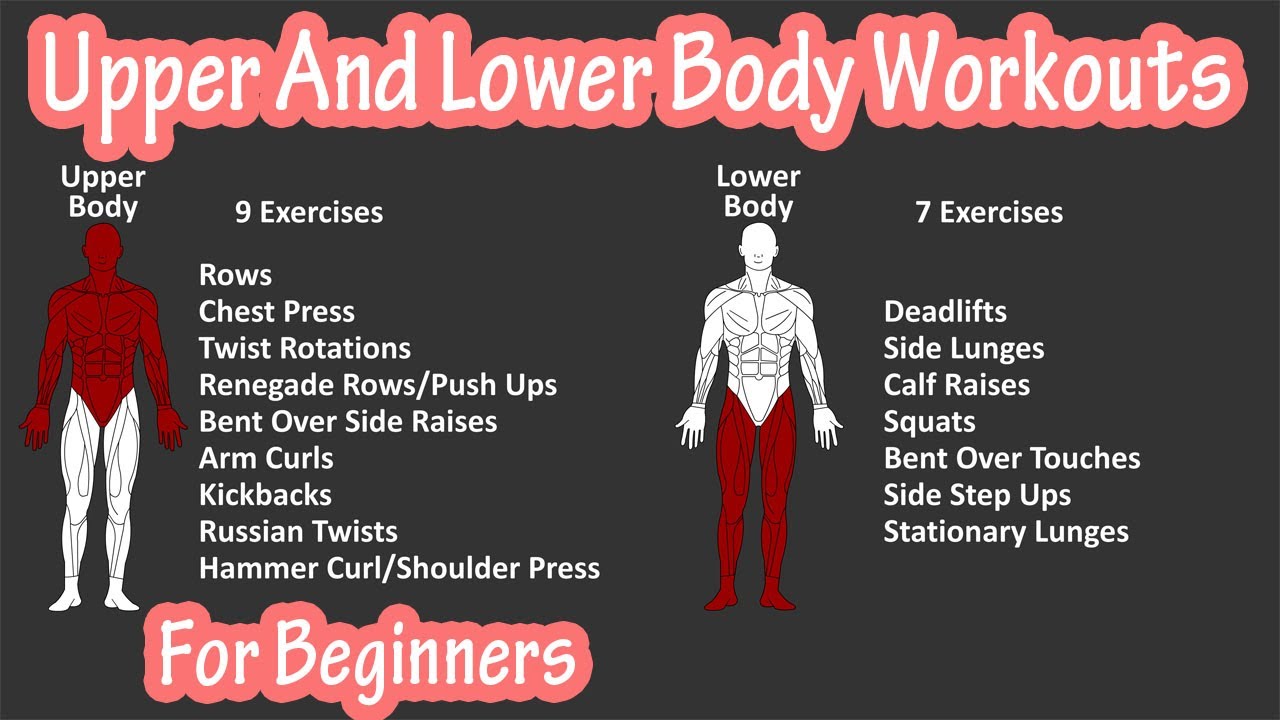 Upper And Lower Body Workouts
Upper
Body
9 Exercises
Rows
Chest Press
Twist Rotations
Renegade Rows/Push Ups
Bent Over Side Raises
Arm Curls
Kickbacks
Russian Twists
Hammer Curl/Shoulder Press
Lower
Body
7 Exercises
Deadlifts
Side Lunges
Calf Raises
Squats
Bent Over Touches
Side Step Ups
Stationary Lunges
For Beginners